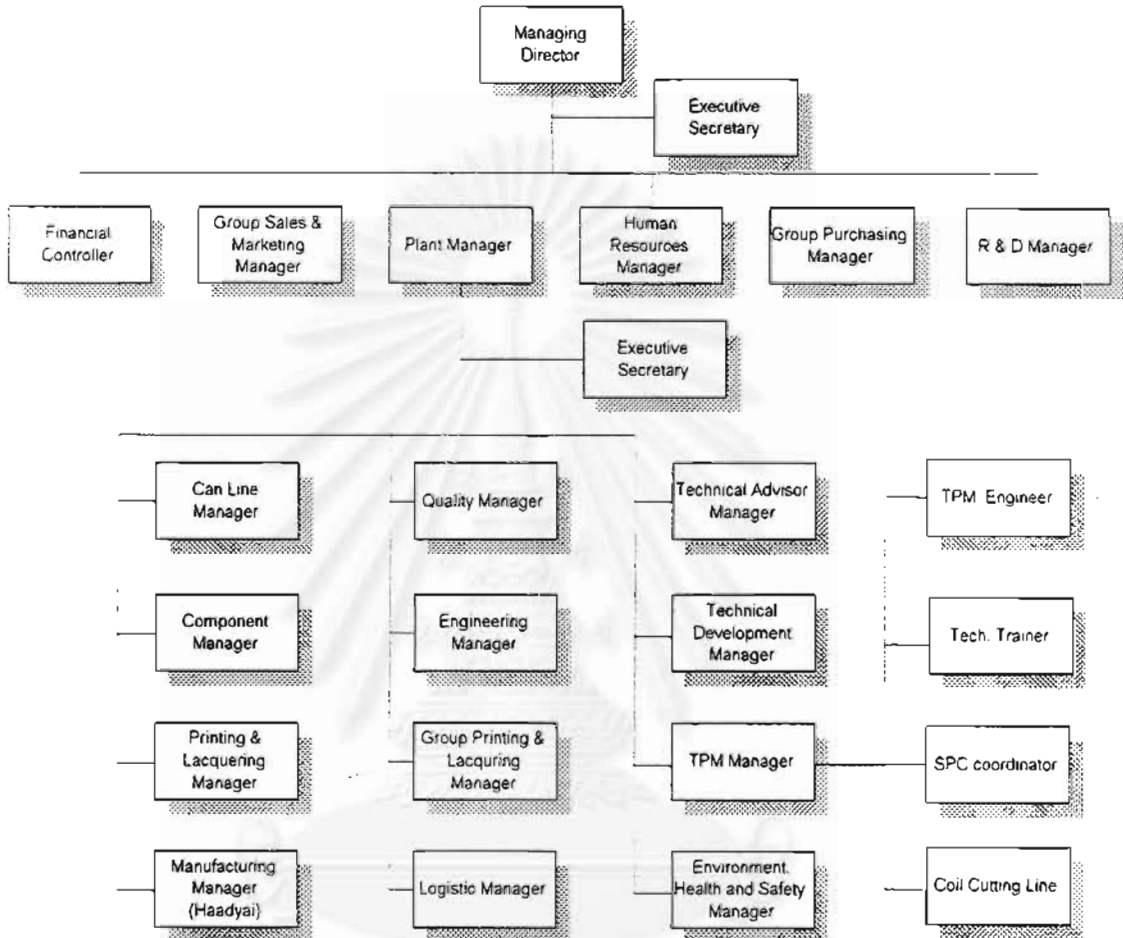 Managing
Director
Executive
Secretary
Financial
Controller
Group Sales &
Marketing
Manager
Plant Manager
Human
Resources
Manager
Group Purchasing
Manager
R & D Manager
Executive
Secretary
Can Line
Manager
Quality Manager
Technical Advisor
Manager
TPM Engineer
Component
Manager
Engineering
Manager
Technical
Development
Manager
Tech. Trainer
Printing &
Lacquering
Manager
Group Printing &
Lacquring
Manager
TPM Manager
SPC coordinator
Manufacturing
Manager
(Haadyai)
Logistic Manager
Environment.
Health and Safety
Manager
Coil Cutting Line